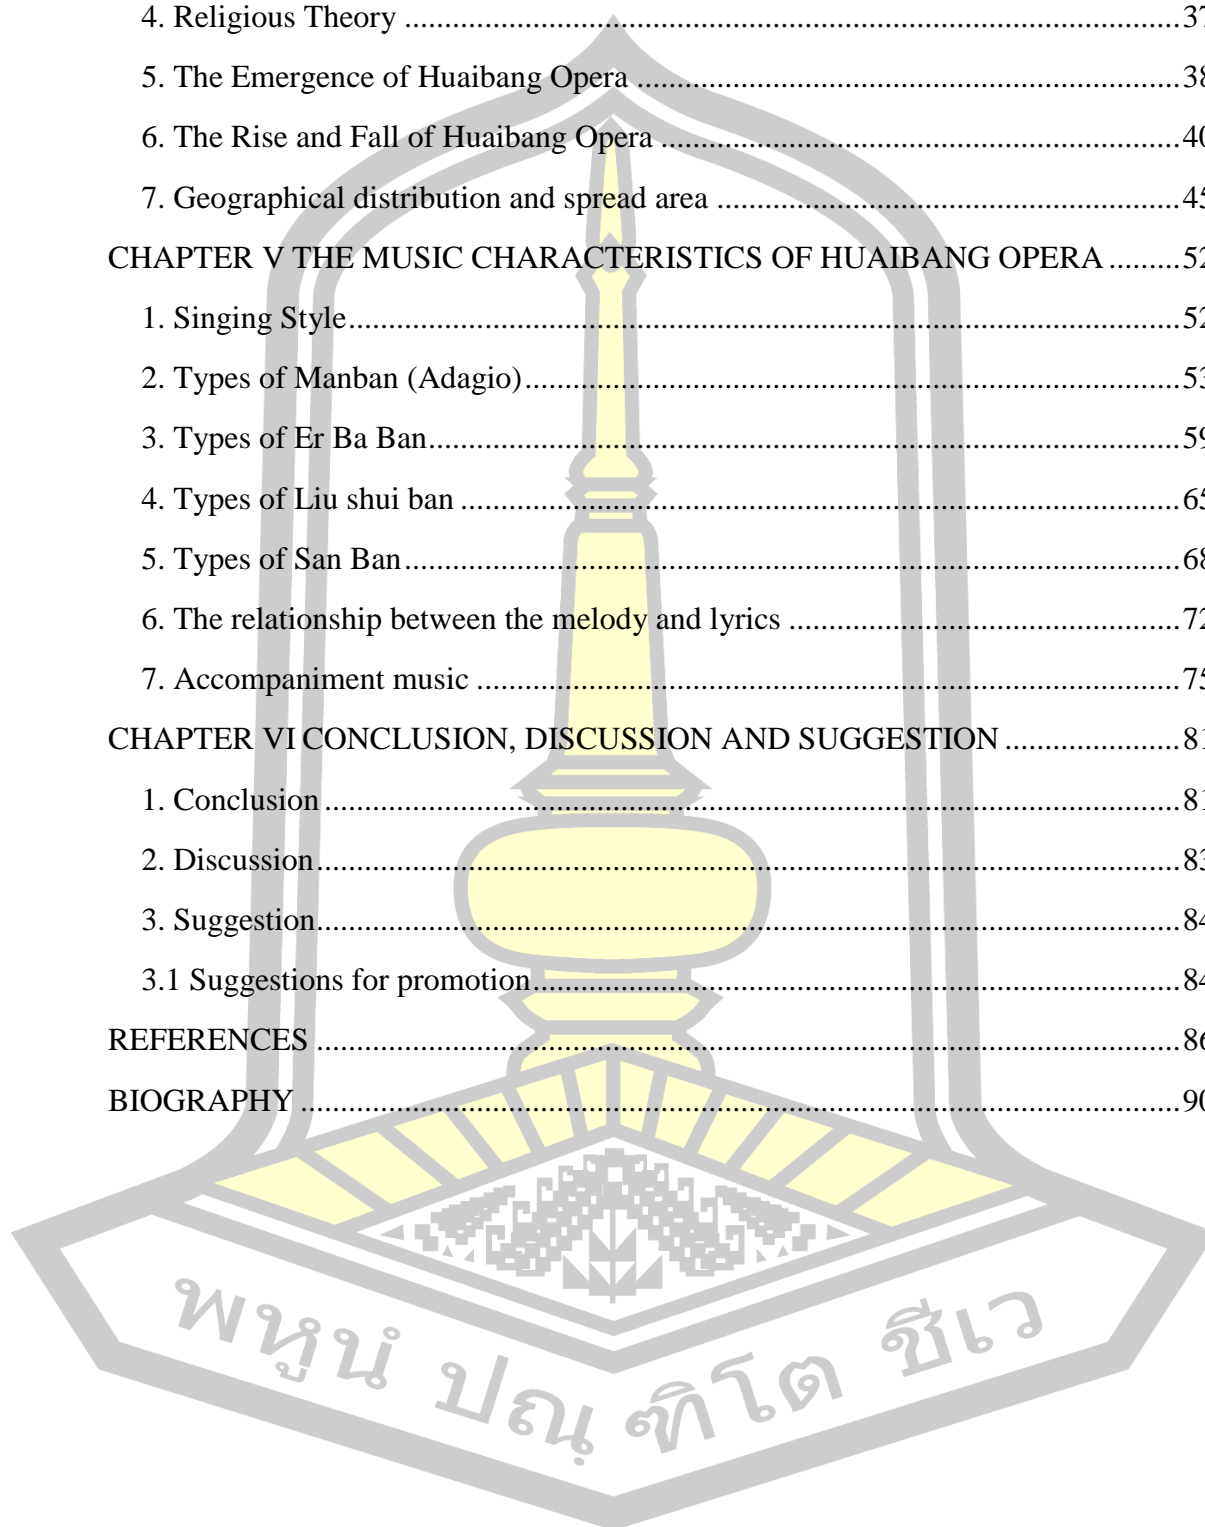 4. Religious Theory ........................................ 37
5. The Emergence of Huaibang Opera ........................................ 38
6. The Rise and Fall of Huaibang Opera ........................................ 40
7. Geographical distribution and spread area ........................................ 45
CHAPTER V THE MUSIC CHARACTERISTICS OF HUAIBANG OPERA ......... 52
1. Singing Style ........................................ 52
2. Types of Manban (Adagio) ........................................ 53
3. Types of Er Ba Ban ........................................ 59
4. Types of Liu shui ban ........................................ 65
5. Types of San Ban ........................................ 68
6. The relationship between the melody and lyrics ........................................ 72
7. Accompaniment music ........................................ 75
CHAPTER VI CONCLUSION, DISCUSSION AND SUGGESTION .................... 81
1. Conclusion ........................................ 81
2. Discussion ........................................ 83
3. Suggestion ........................................ 84
3.1 Suggestions for promotion ........................................ 84
REFERENCES ........................................ 86
BIOGRAPHY ........................................ 90
พหูนํ ปณฺฑิโต ชีเว